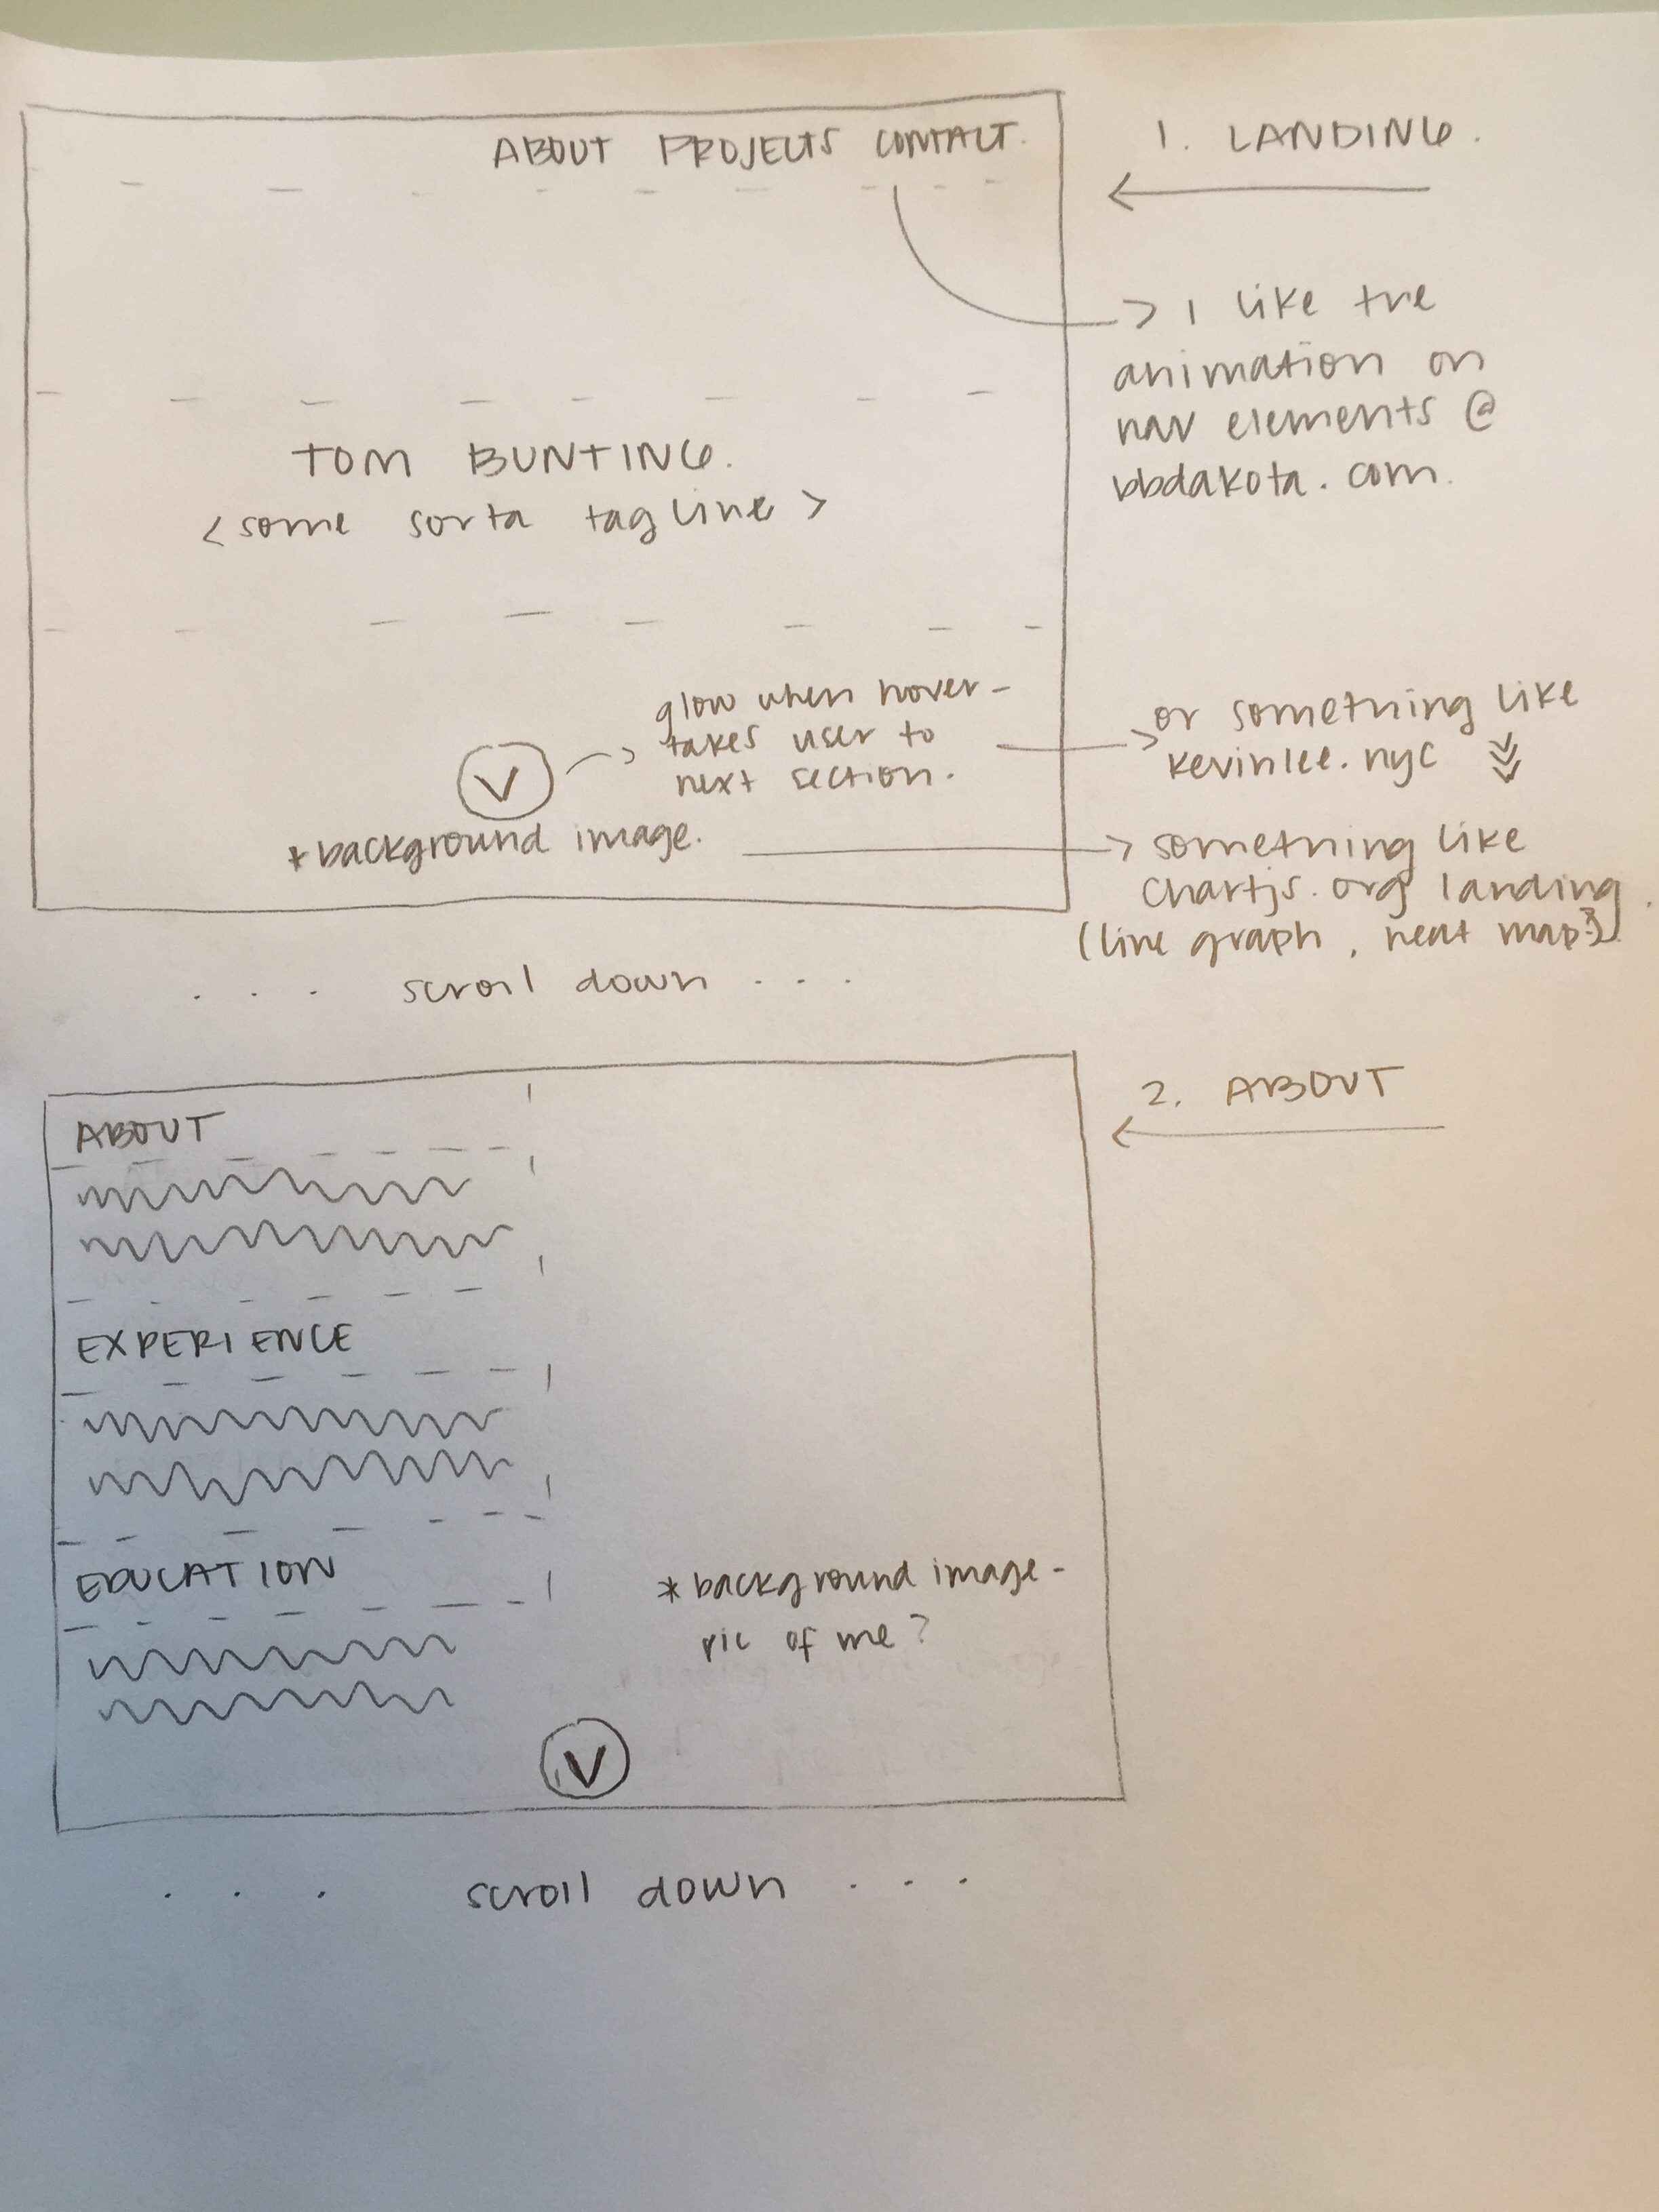 ABOUT PROJECTS CONTACT.
1. LANDING.
> I like the
animation on
nav elements @
bbdakota.com.
TOM BUNTING.
<some sorta tagline>
glow when hover-
takes user to
next section.
V
or something like
kevinlee.nyc
*background image.
something like
chartjs.org landing.
(line graph, heat map?)
... scroll down ...
2. ABOUT
ABOUT
EXPERIENCE
EDUCATION
*background image-
pic of me?
V
... scroll down ...